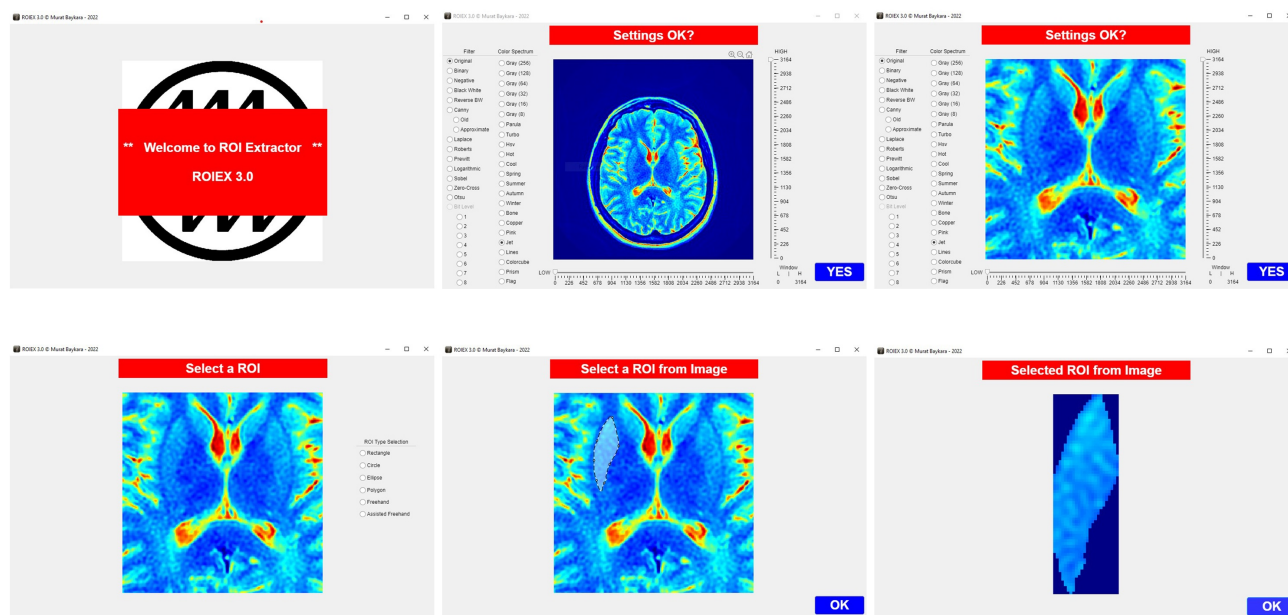 ROIEX 3.0 © Murat Baykara - 2022
** Welcome to ROI Extractor **
ROIEX 3.0
ROIEX 3.0 © Murat Baykara - 2022
Settings OK?
Filter
Original
Binary
Negative
Black White
Reverse BW
Canny
Old
Approximate
Laplace
Roberts
Prewitt
Logarithmic
Sobel
Zero-Cross
Otsu
Bit Level
1
2
3
4
5
6
7
8
Color Spectrum
Gray (256)
Gray (128)
Gray (64)
Gray (32)
Gray (16)
Gray (8)
Parula
Turbo
Hsv
Hot
Cool
Spring
Summer
Autumn
Winter
Bone
Copper
Pink
Jet
Lines
Colorcube
Prism
Flag
HIGH
3164
2938
2712
2486
2260
2034
1808
1582
1356
1130
904
678
452
226
0
LOW
0 226 452 678 904 1130 1356 1582 1808 2034 2260 2486 2712 2938 3164
Window
L | H
0 3164
YES
ROIEX 3.0 © Murat Baykara - 2022
Settings OK?
Filter
Original
Binary
Negative
Black White
Reverse BW
Canny
Old
Approximate
Laplace
Roberts
Prewitt
Logarithmic
Sobel
Zero-Cross
Otsu
Bit Level
1
2
3
4
5
6
7
8
Color Spectrum
Gray (256)
Gray (128)
Gray (64)
Gray (32)
Gray (16)
Gray (8)
Parula
Turbo
Hsv
Hot
Cool
Spring
Summer
Autumn
Winter
Bone
Copper
Pink
Jet
Lines
Colorcube
Prism
Flag
HIGH
3164
2938
2712
2486
2260
2034
1808
1582
1356
1130
904
678
452
226
0
LOW
0 226 452 678 904 1130 1356 1582 1808 2034 2260 2486 2712 2938 3164
Window
L | H
0 3164
YES
ROIEX 3.0 © Murat Baykara - 2022
Select a ROI
ROI Type Selection
Rectangle
Circle
Ellipse
Polygon
Freehand
Assisted Freehand
ROIEX 3.0 © Murat Baykara - 2022
Select a ROI from Image
OK
ROIEX 3.0 © Murat Baykara - 2022
Selected ROI from Image
OK